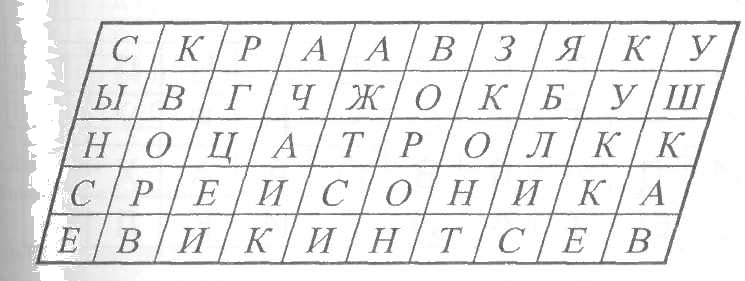 С К Р А А В З Я К У
Ы В Г Ч Ж О К Б У Ш
Н О Ц А Т Р О Л К К
С Р Е И С О Н И К А
Е В И К И Н Т С Е В